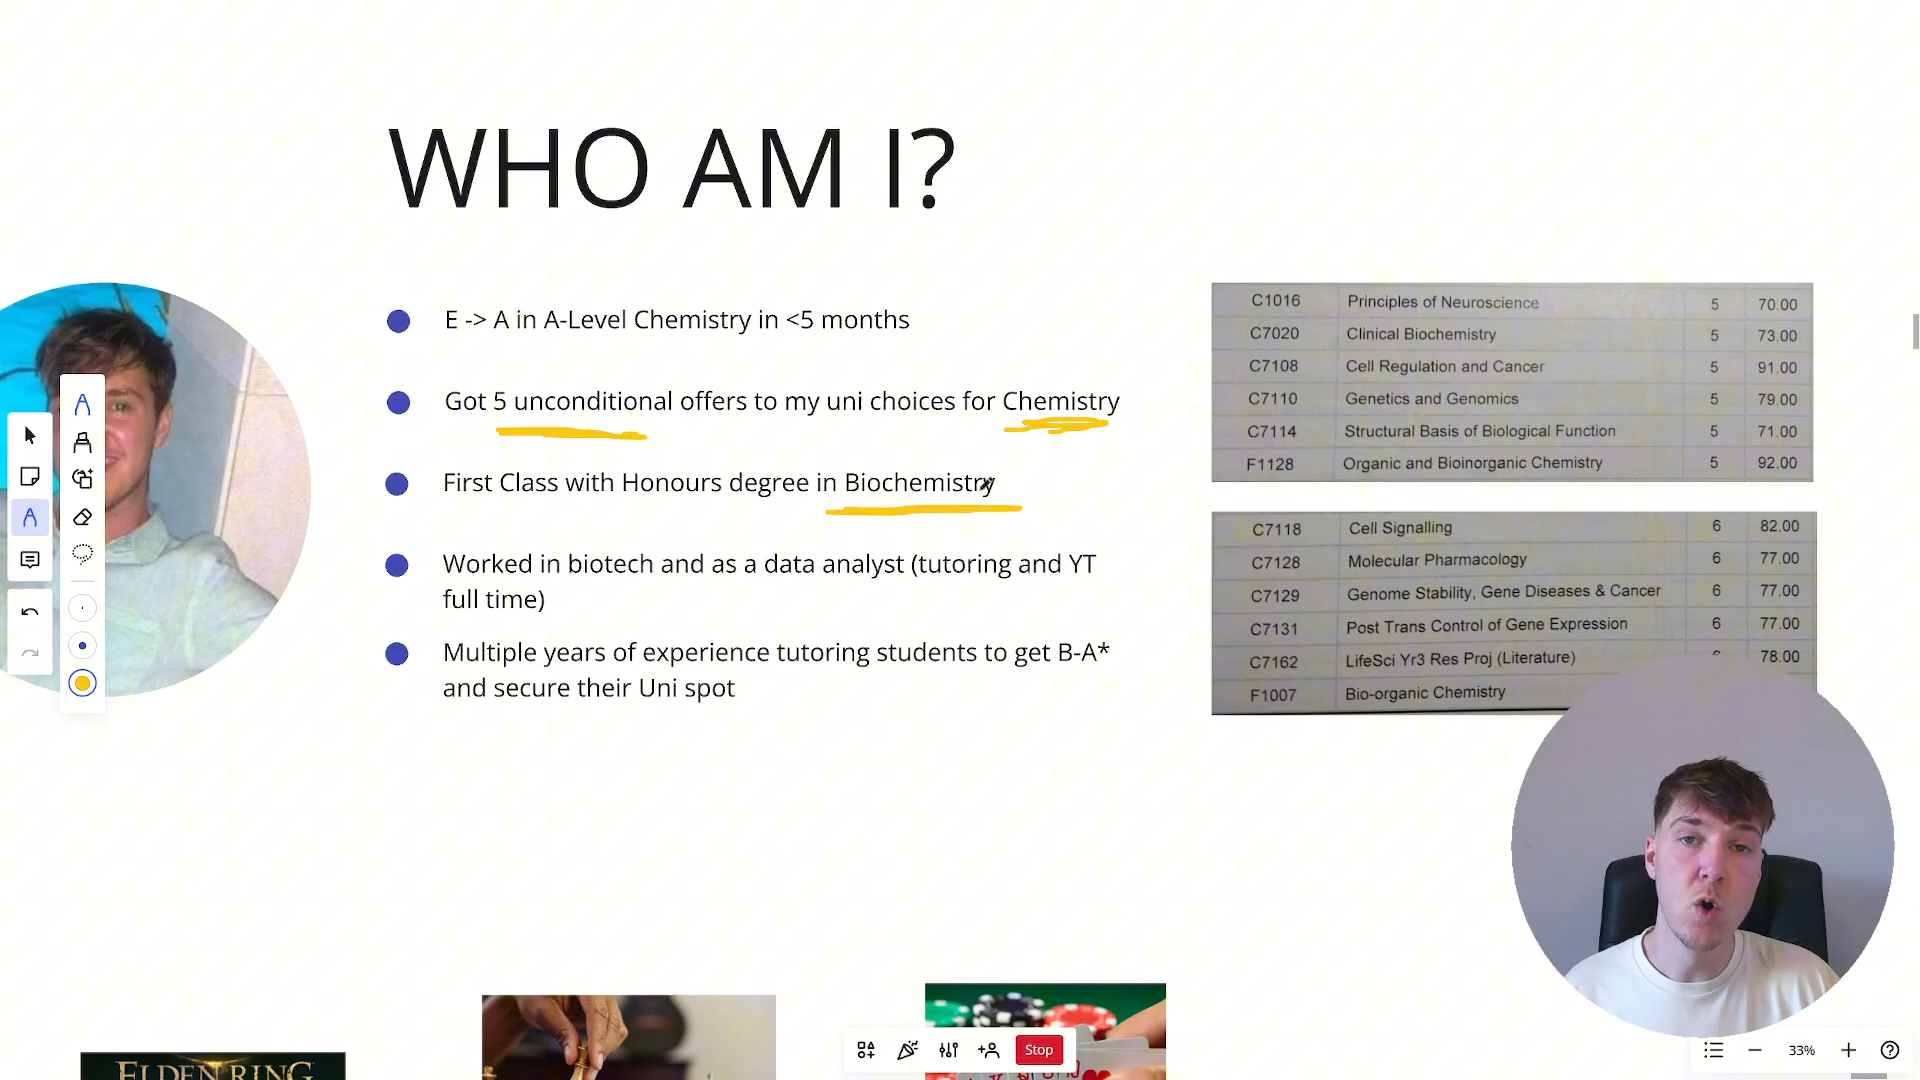 WHO AM I?
E -> A in A-Level Chemistry in <5 months
Got 5 unconditional offers to my uni choices for Chemistry
First Class with Honours degree in Biochemistry
Worked in biotech and as a data analyst (tutoring and YT
full time)
Multiple years of experience tutoring students to get B-A*
and secure their Uni spot
C1016 Principles of Neuroscience 5 70.00
C7020 Clinical Biochemistry 5 73.00
C7108 Cell Regulation and Cancer 5 91.00
C7110 Genetics and Genomics 5 79.00
C7114 Structural Basis of Biological Function 5 71.00
F1128 Organic and Bioinorganic Chemistry 5 92.00
C7118 Cell Signalling 6 82.00
C7128 Molecular Pharmacology 6 77.00
C7129 Genome Stability, Gene Diseases & Cancer 6 77.00
C7131 Post Trans Control of Gene Expression 6 77.00
C7162 LifeSci Yr3 Res Proj (Literature) 78.00
F1007 Bio-organic Chemistry
ELDEN RING
Stop
33%